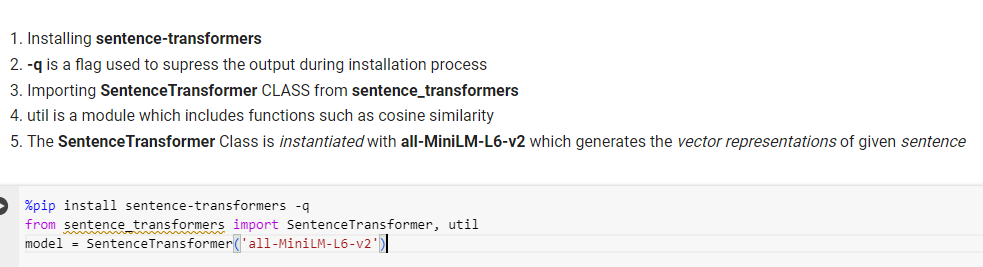 1. Installing sentence-transformers
2. -q is a flag used to supress the output during installation process
3. Importing SentenceTransformer CLASS from sentence_transformers
4. util is a module which includes functions such as cosine similarity
5. The SentenceTransformer Class is instantiated with all-MiniLM-L6-v2 which generates the vector representations of given sentence
%pip install sentence-transformers -q
from sentence_transformers import SentenceTransformer, util
model = SentenceTransformer('all-MiniLM-L6-v2')